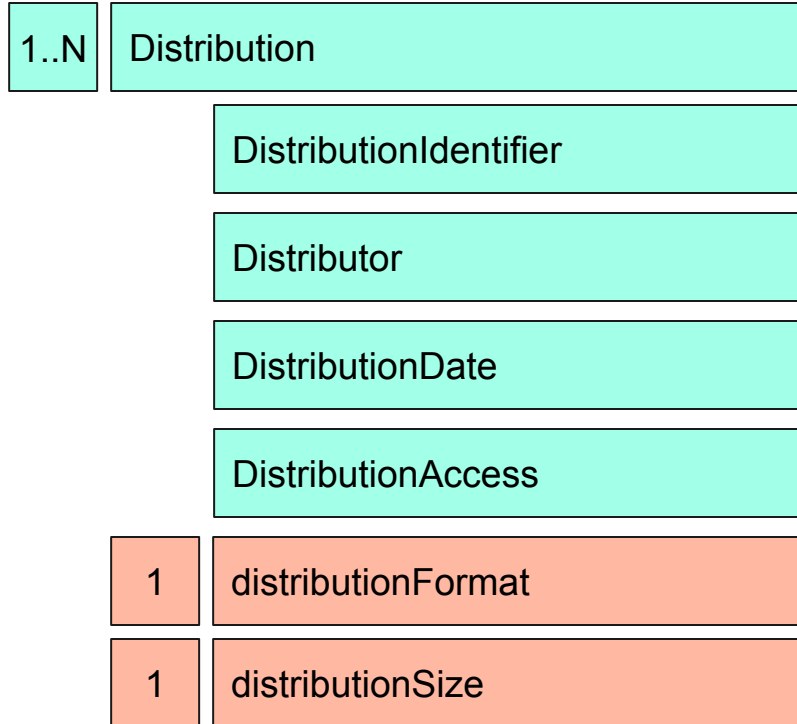 1..N Distribution
DistributionIdentifier
Distributor
DistributionDate
DistributionAccess
1 distributionFormat
1 distributionSize